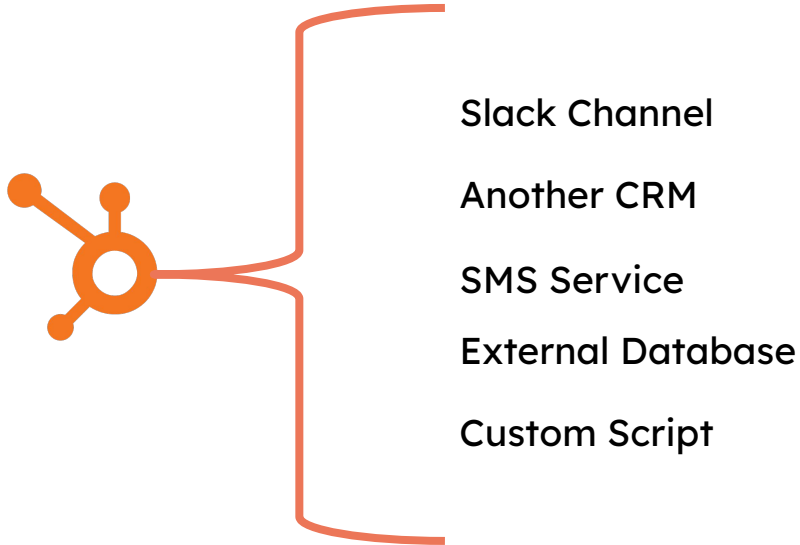 Slack Channel
Another CRM
SMS Service
External Database
Custom Script